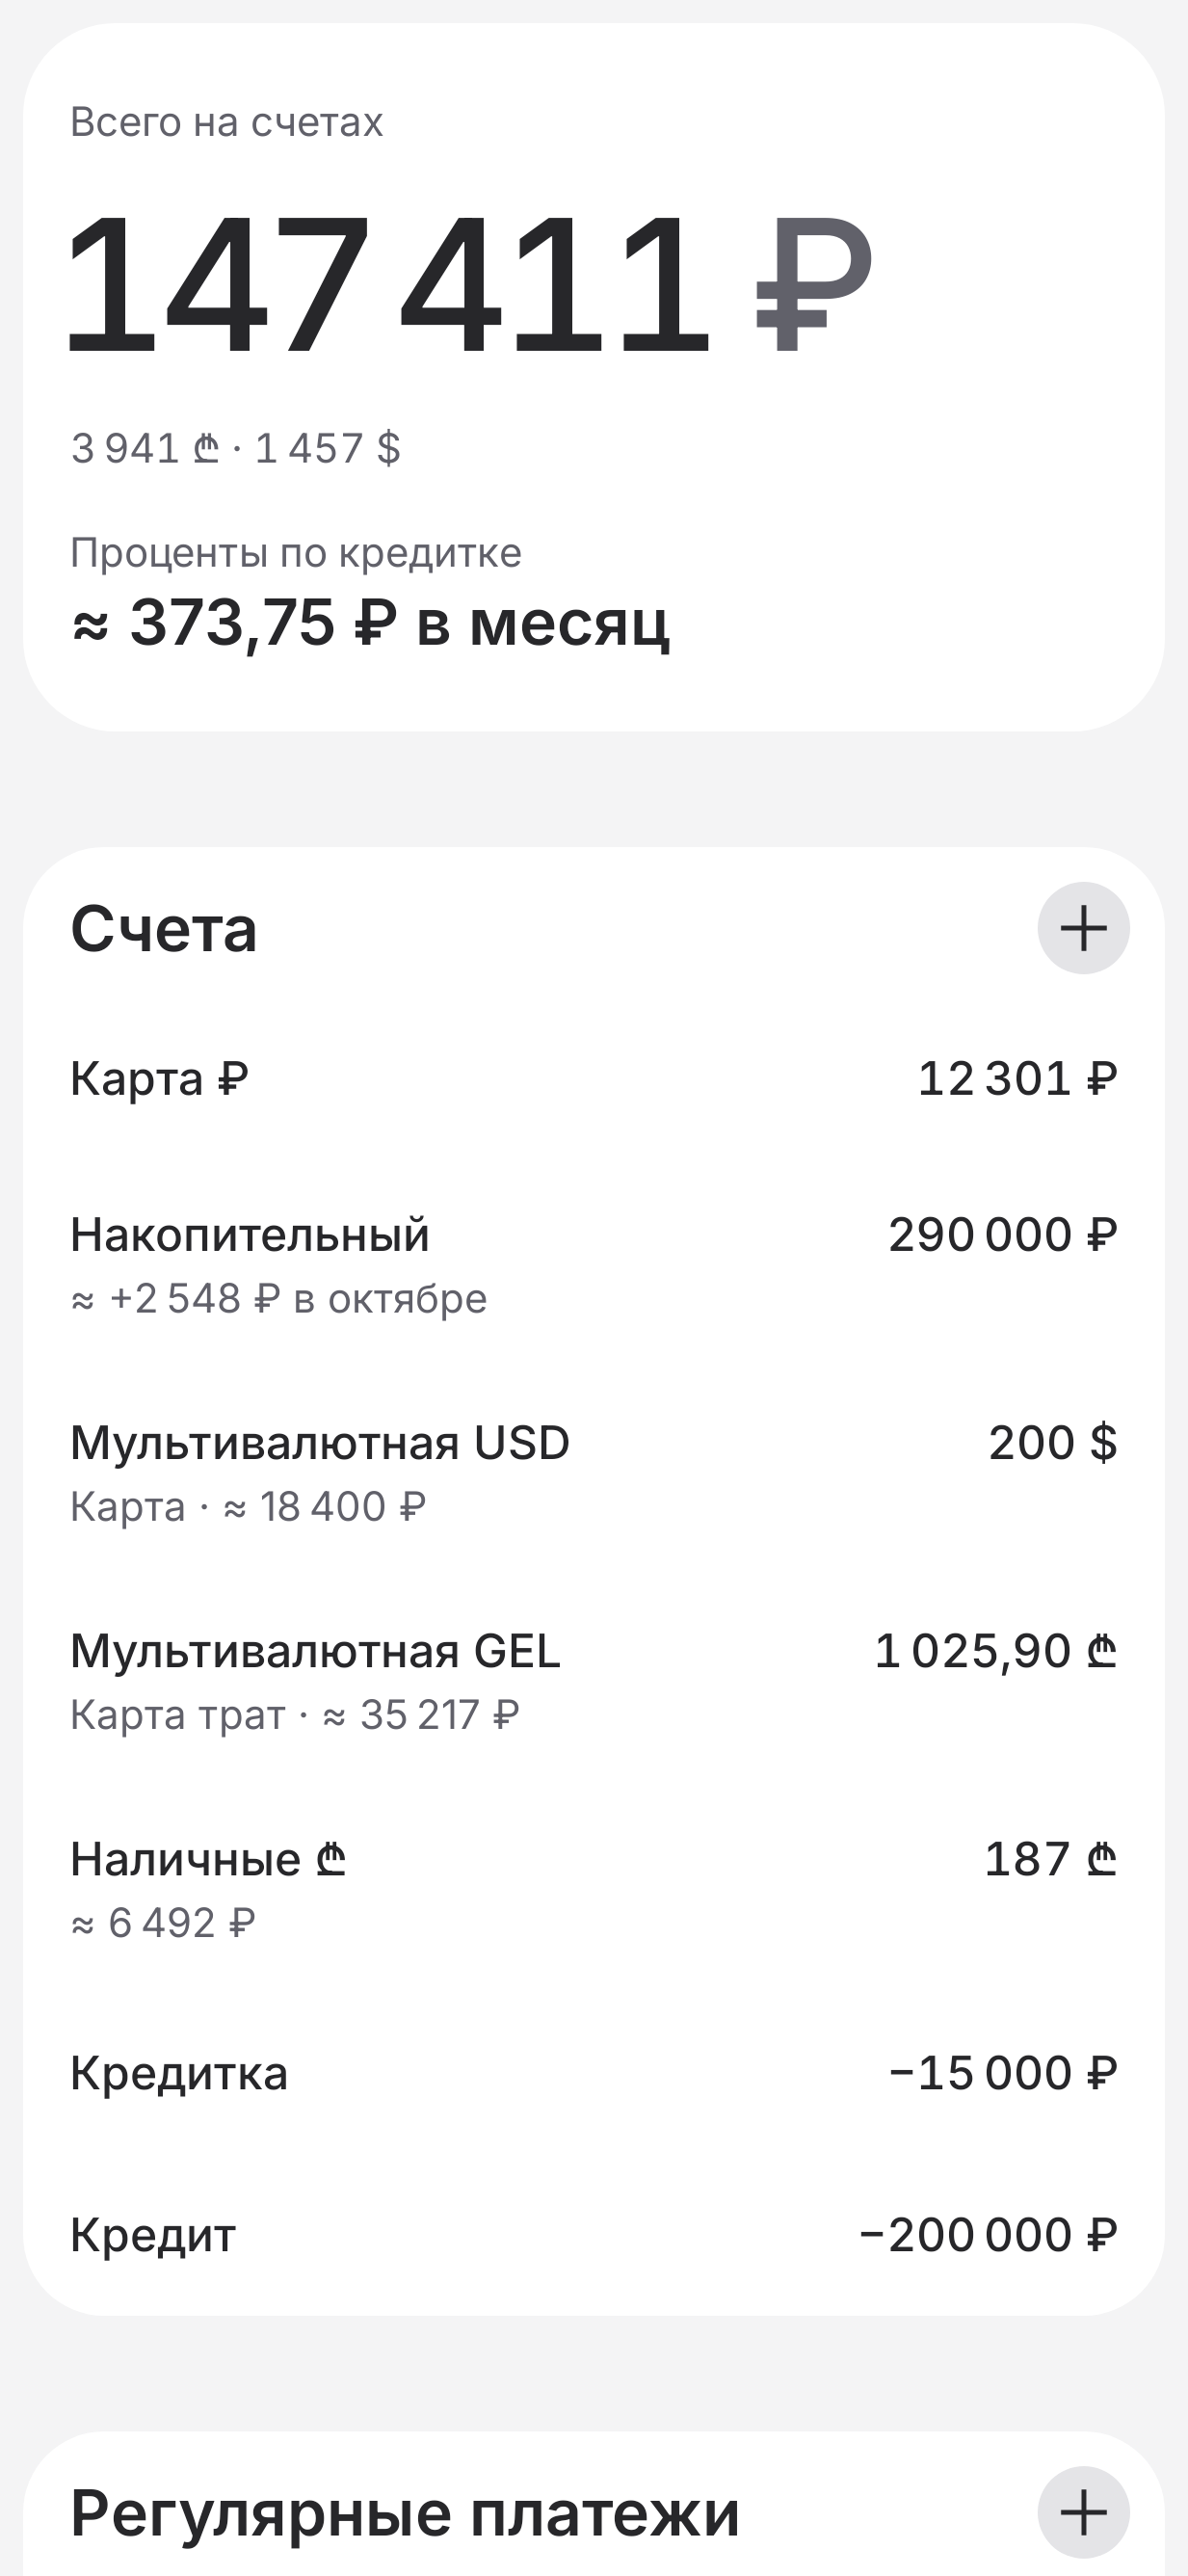 Всего на счетах
147 411 ₽
3 941 ₾ · 1 457 $
Проценты по кредитке
≈ 373,75 ₽ в месяц
Счета
Карта ₽ 12 301 ₽
Накопительный 290 000 ₽
≈ +2 548 ₽ в октябре
Мультивалютная USD 200 $
Карта · ≈ 18 400 ₽
Мультивалютная GEL 1 025,90 ₾
Карта трат · ≈ 35 217 ₽
Наличные ₾ 187 ₾
≈ 6 492 ₽
Кредитка −15 000 ₽
Кредит −200 000 ₽
Регулярные платежи